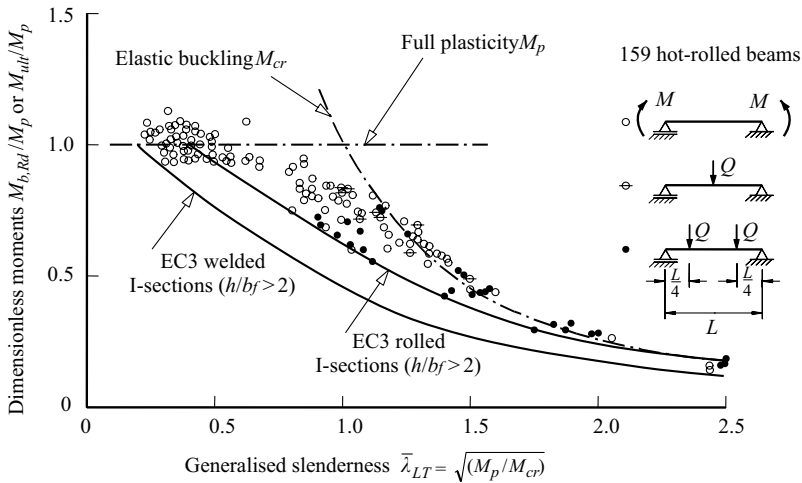 Dimensionless moments M_{b,Rd}/M_p or M_{ult}/M_p
1.5
1.0
0.5
0
0
0.5
1.0
1.5
2.0
2.5
Generalised slenderness λ̅_{LT} = √(M_p/M_{cr})
Elastic buckling M_{cr}
Full plasticity M_p
EC3 welded
I-sections (h/b_f > 2)
EC3 rolled
I-sections (h/b_f > 2)
159 hot-rolled beams
M M
Q
Q Q
L/4 L/4
L